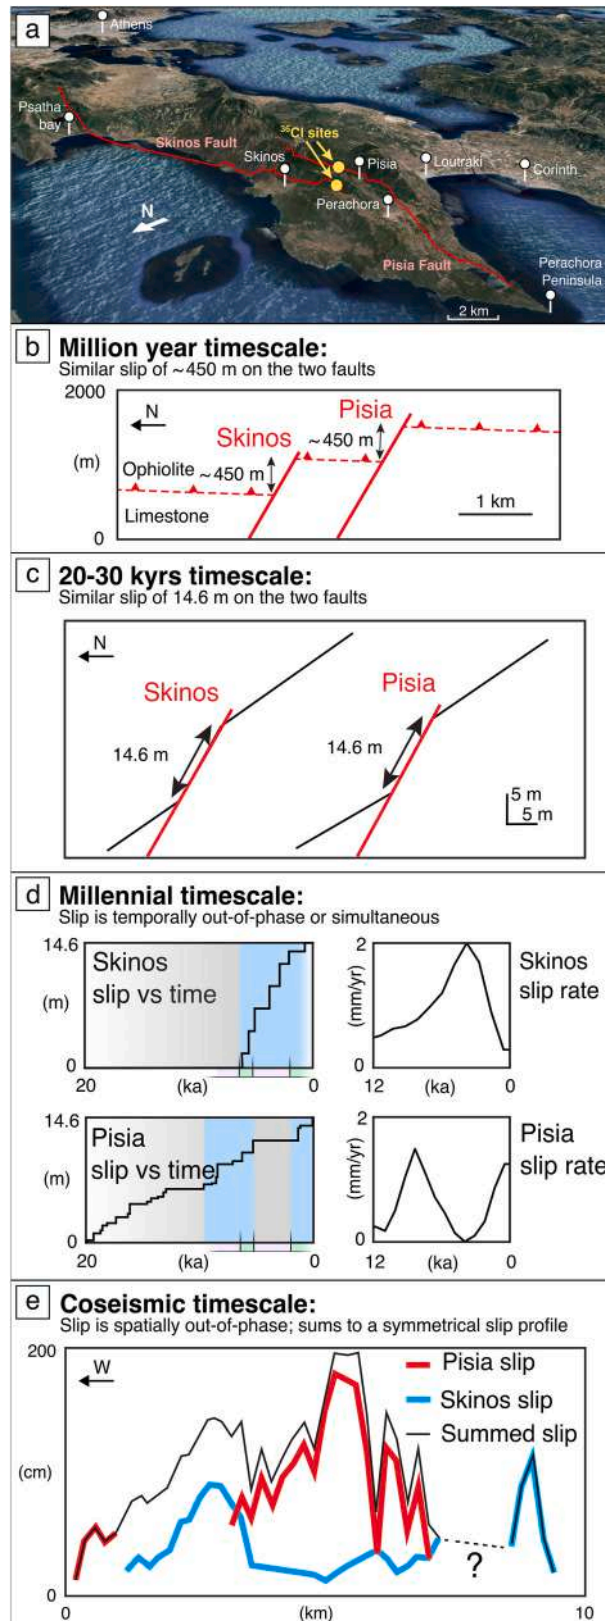 a
Athens
Psatha
bay
³⁶Cl sites
Skinos Fault
Skinos
Pisia
Loutraki
Corinth
Perachora
N
Pisia Fault
Perachora
Peninsula
2 km
b Million year timescale:
Similar slip of ~450 m on the two faults
2000
N
Pisia
Skinos
~450 m
(m)
Ophiolite
~450 m
Limestone
1 km
0
c 20-30 kyrs timescale:
Similar slip of 14.6 m on the two faults
N
Skinos
Pisia
14.6 m
14.6 m
5 m
5 m
d Millennial timescale:
Slip is temporally out-of-phase or simultaneous
14.6
Skinos
slip vs time
(m)
0
20
(ka)
0
2
(mm/yr)
0
12
(ka)
0
Skinos
slip rate
14.6
Pisia
slip vs time
(m)
0
20
(ka)
0
2
(mm/yr)
0
12
(ka)
0
Pisia
slip rate
e Coseismic timescale:
Slip is spatially out-of-phase; sums to a symmetrical slip profile
200
W
Pisia slip
Skinos slip
Summed slip
(cm)
?
0
0
(km)
10